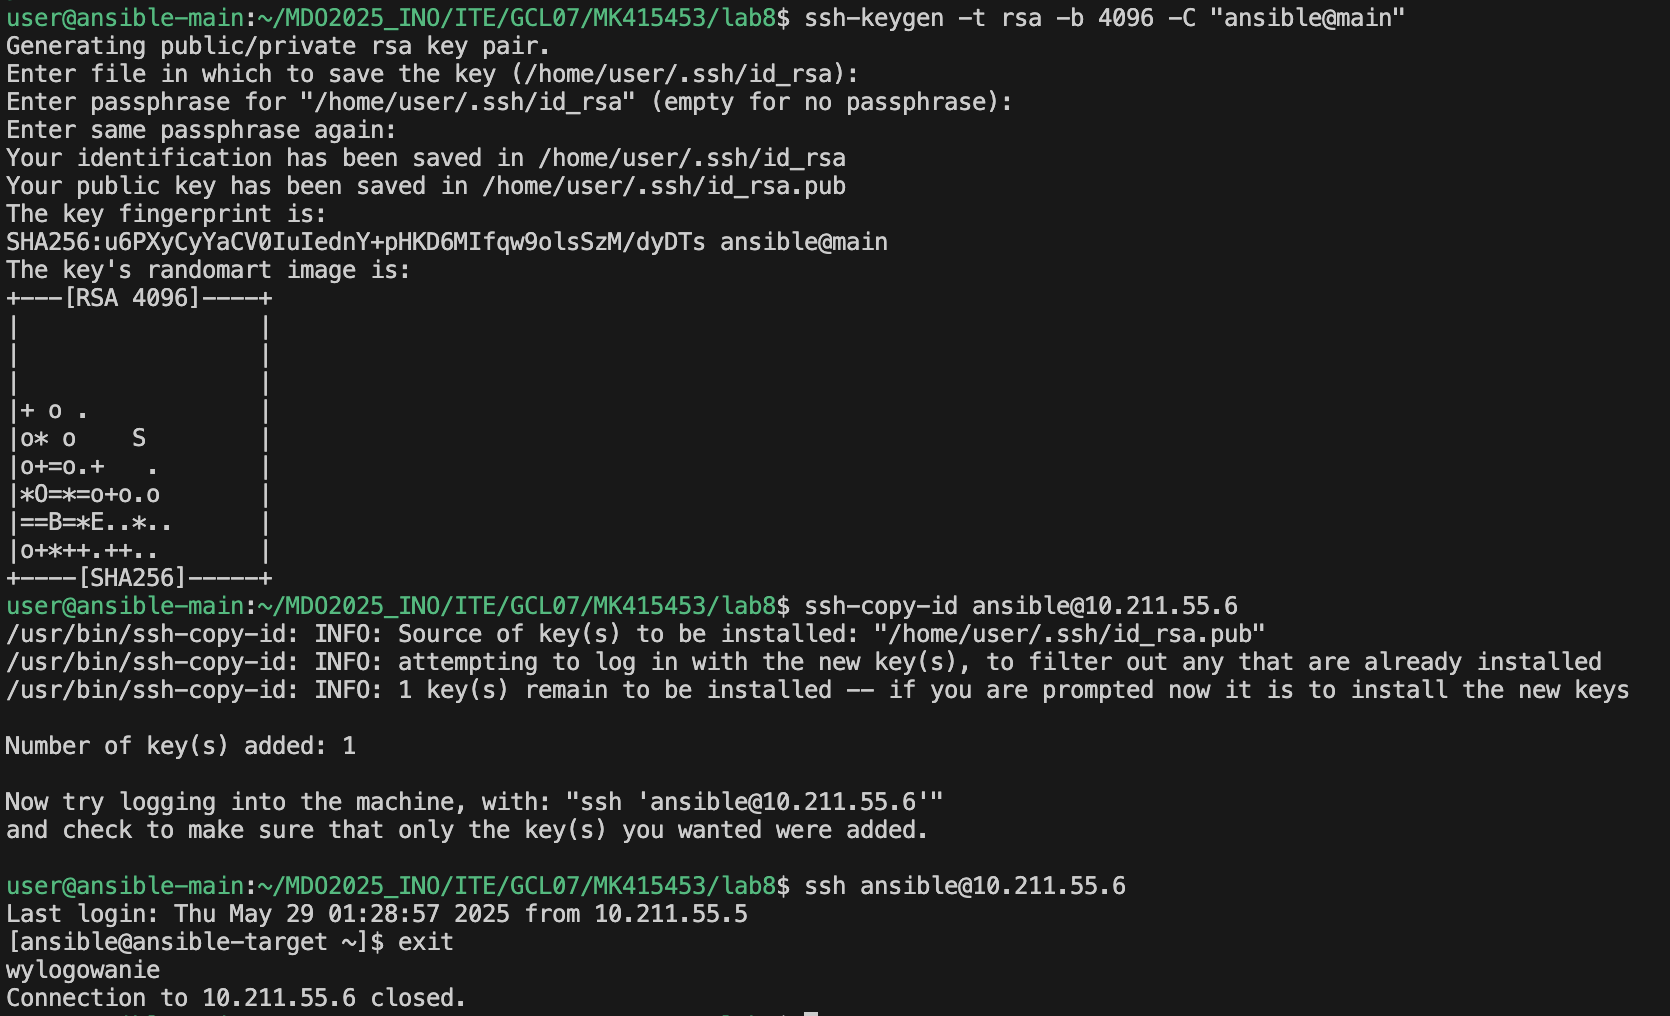 user@ansible-main:~/MDO2025_INO/ITE/GCL07/MK415453/lab8$ ssh-keygen -t rsa -b 4096 -C "ansible@main"
Generating public/private rsa key pair.
Enter file in which to save the key (/home/user/.ssh/id_rsa):
Enter passphrase for "/home/user/.ssh/id_rsa" (empty for no passphrase):
Enter same passphrase again:
Your identification has been saved in /home/user/.ssh/id_rsa
Your public key has been saved in /home/user/.ssh/id_rsa.pub
The key fingerprint is:
SHA256:u6PXyCyYaCV0IuIednY+pHKD6MIfqw9olsSzM/dyDTs ansible@main
The key's randomart image is:
+---[RSA 4096]----+
|                 |
|                 |
|                 |
|+ o .            |
|o* o    S        |
|o+=o.+   .       |
|*O=*=o+o.o       |
|==B=*E..*..      |
|o+*++.++..       |
+----[SHA256]-----+
user@ansible-main:~/MDO2025_INO/ITE/GCL07/MK415453/lab8$ ssh-copy-id ansible@10.211.55.6
/usr/bin/ssh-copy-id: INFO: Source of key(s) to be installed: "/home/user/.ssh/id_rsa.pub"
/usr/bin/ssh-copy-id: INFO: attempting to log in with the new key(s), to filter out any that are already installed
/usr/bin/ssh-copy-id: INFO: 1 key(s) remain to be installed -- if you are prompted now it is to install the new keys
Number of key(s) added: 1
Now try logging into the machine, with: "ssh 'ansible@10.211.55.6'"
and check to make sure that only the key(s) you wanted were added.
user@ansible-main:~/MDO2025_INO/ITE/GCL07/MK415453/lab8$ ssh ansible@10.211.55.6
Last login: Thu May 29 01:28:57 2025 from 10.211.55.5
[ansible@ansible-target ~]$ exit
wylogowanie
Connection to 10.211.55.6 closed.